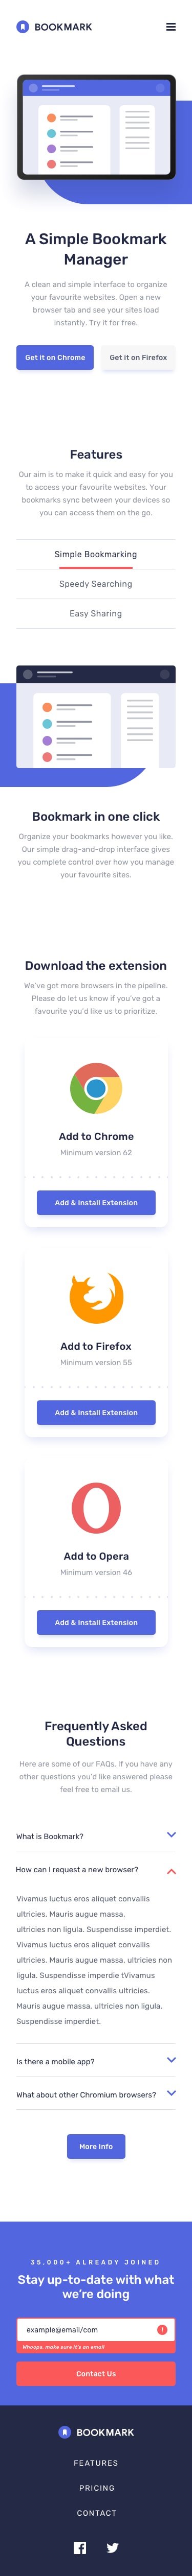 BOOKMARK
A Simple Bookmark
Manager
A clean and simple interface to organize
your favourite websites. Open a new
browser tab and see your sites load
instantly. Try it for free.
Get it on Chrome
Get it on Firefox
Features
Our aim is to make it quick and easy for you
to access your favourite websites. Your
bookmarks sync between your devices so
you can access them on the go.
Simple Bookmarking
Speedy Searching
Easy Sharing
Bookmark in one click
Organize your bookmarks however you like.
Our simple drag-and-drop interface gives
you complete control over how you manage
your favourite sites.
Download the extension
We've got more browsers in the pipeline.
Please do let us know if you've got a
favourite you'd like us to prioritize.
Add to Chrome
Minimum version 62
Add & Install Extension
Add to Firefox
Minimum version 55
Add & Install Extension
Add to Opera
Minimum version 46
Add & Install Extension
Frequently Asked
Questions
Here are some of our FAQs. If you have any
other questions you'd like answered please
feel free to email us.
What is Bookmark?
How can I request a new browser?
Vivamus luctus eros aliquet convallis
ultricies. Mauris augue massa,
ultricies non ligula. Suspendisse imperdiet.
Vivamus luctus eros aliquet convallis
ultricies. Mauris augue massa, ultricies non
ligula. Suspendisse imperdie tVivamus
luctus eros aliquet convallis ultricies.
Mauris augue massa, ultricies non ligula.
Suspendisse imperdiet.
Is there a mobile app?
What about other Chromium browsers?
More Info
35,000+ ALREADY JOINED
Stay up-to-date with what
we're doing
example@email/com
Whoops, make sure it's an email
Contact Us
BOOKMARK
FEATURES
PRICING
CONTACT